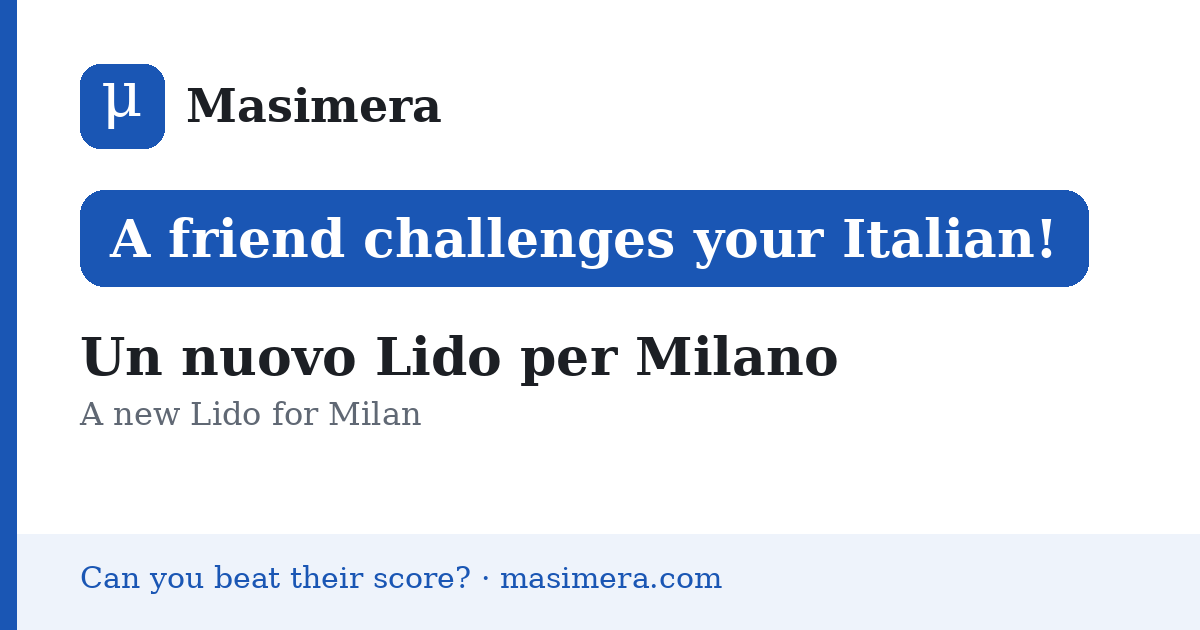 μ Masimera
A friend challenges your Italian!
Un nuovo Lido per Milano
A new Lido for Milan
Can you beat their score? · masimera.com